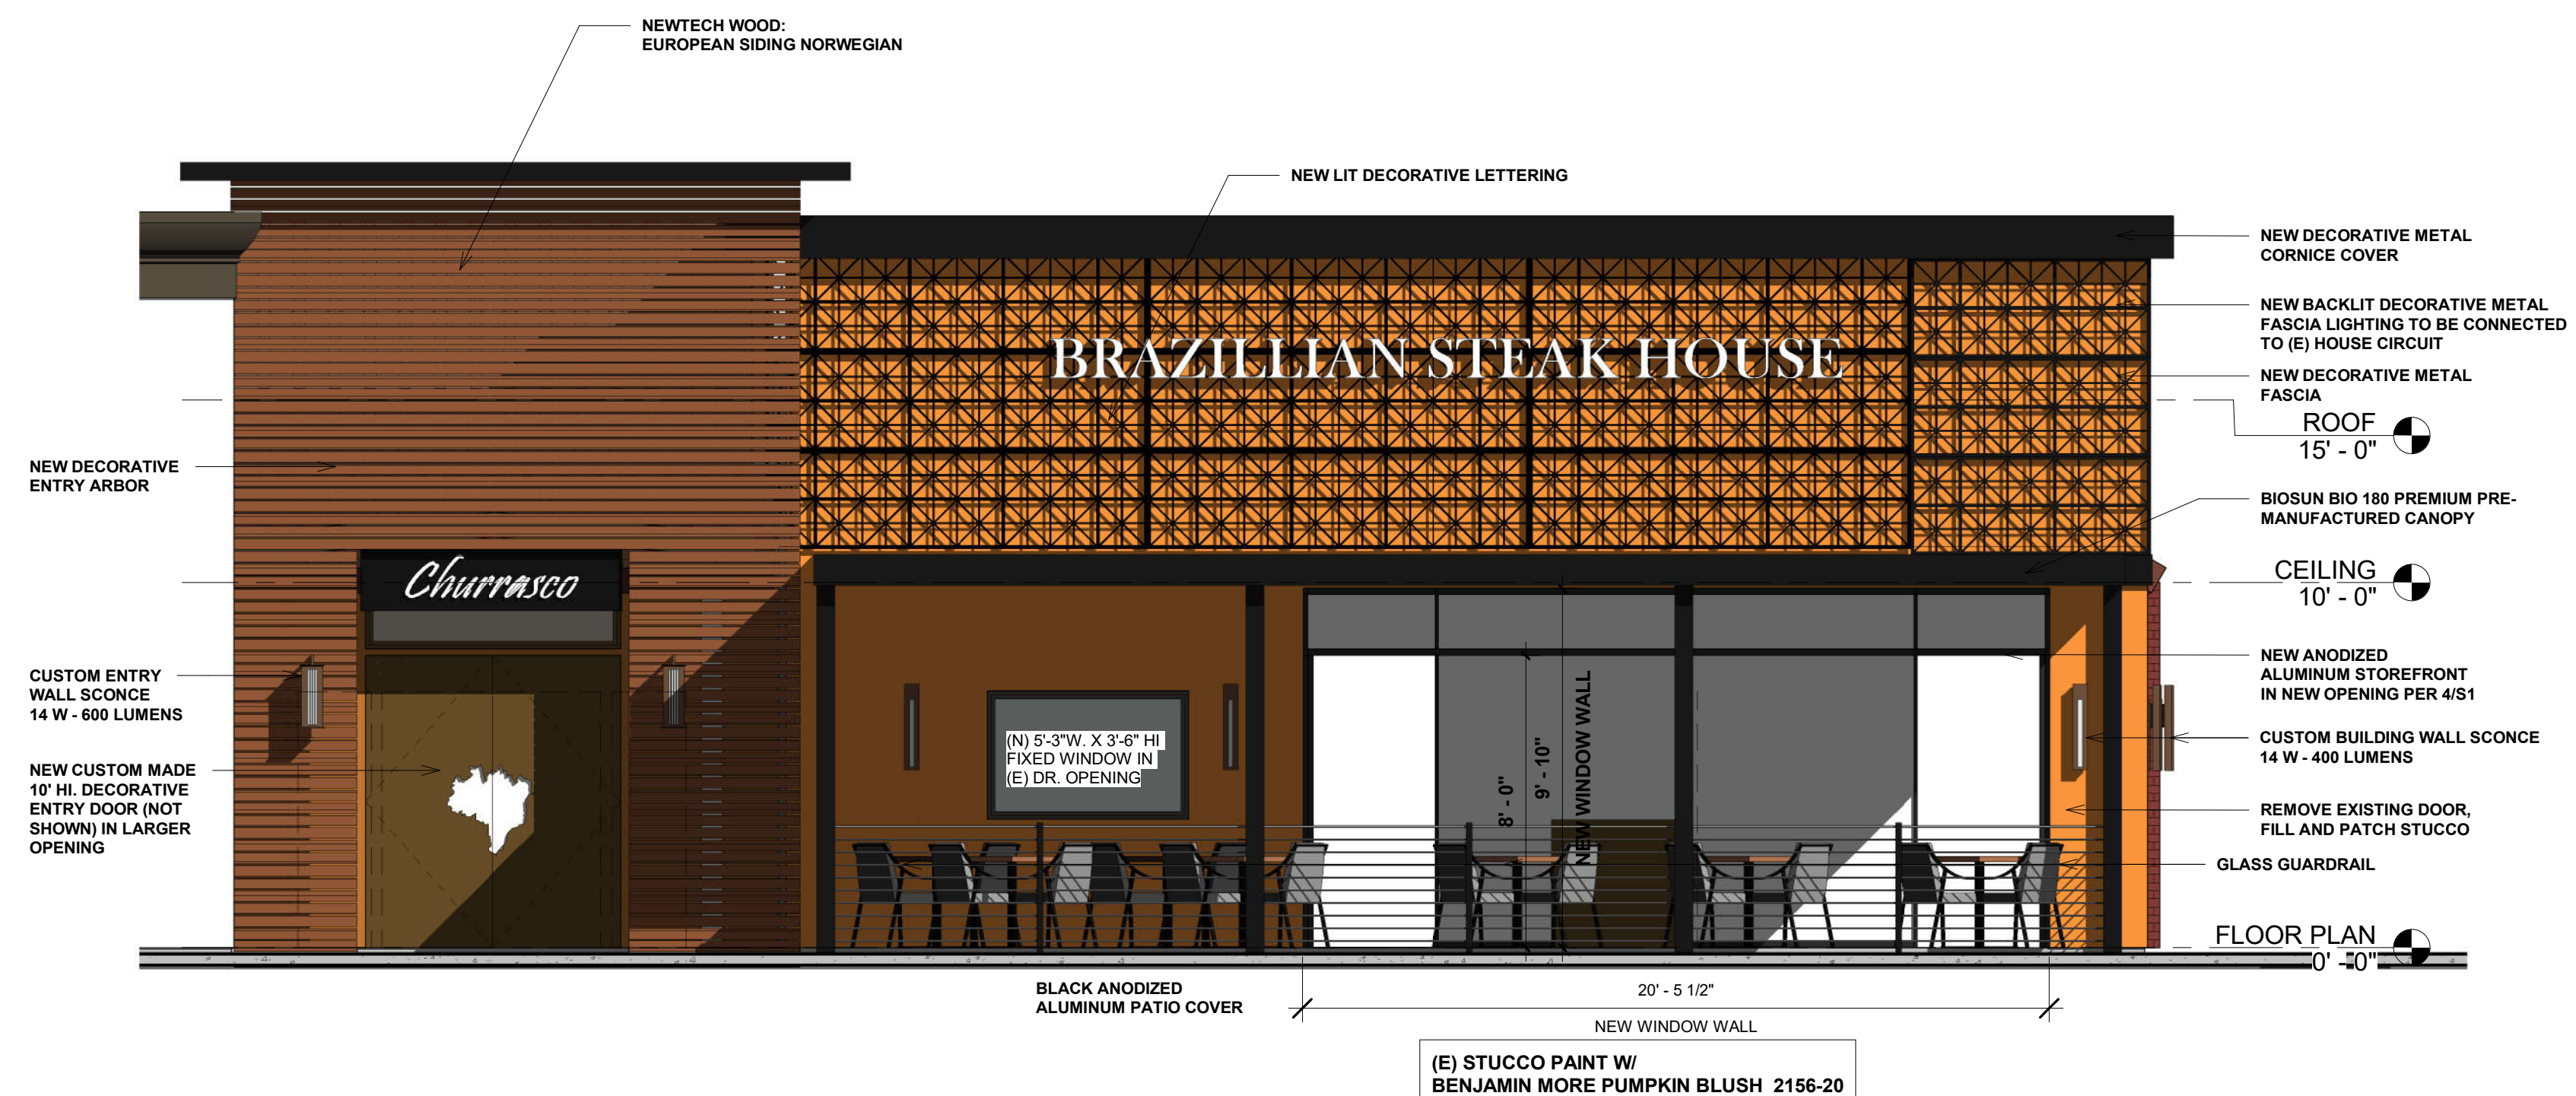 NEWTECH WOOD:
EUROPEAN SIDING NORWEGIAN
NEW LIT DECORATIVE LETTERING
NEW DECORATIVE METAL
CORNICE COVER
NEW BACKLIT DECORATIVE METAL
FASCIA LIGHTING TO BE CONNECTED
TO (E) HOUSE CIRCUIT
BRAZILLIAN STEAK HOUSE
NEW DECORATIVE METAL
FASCIA
ROOF
15' - 0"
NEW DECORATIVE
ENTRY ARBOR
BIOSUN BIO 180 PREMIUM PRE-
MANUFACTURED CANOPY
Churrasco
CEILING
10' - 0"
CUSTOM ENTRY
WALL SCONCE
14 W - 600 LUMENS
NEW ANODIZED
ALUMINUM STOREFRONT
IN NEW OPENING PER 4/S1
(N) 5'-3"W. X 3'-6" HI
FIXED WINDOW IN
(E) DR. OPENING
8' - 0"
9' - 10"
NEW WINDOW WALL
CUSTOM BUILDING WALL SCONCE
14 W - 400 LUMENS
NEW CUSTOM MADE
10' HI. DECORATIVE
ENTRY DOOR (NOT
SHOWN) IN LARGER
OPENING
REMOVE EXISTING DOOR,
FILL AND PATCH STUCCO
GLASS GUARDRAIL
FLOOR PLAN
0' - 0"
BLACK ANODIZED
ALUMINUM PATIO COVER
20' - 5 1/2"
NEW WINDOW WALL
(E) STUCCO PAINT W/
BENJAMIN MORE PUMPKIN BLUSH 2156-20